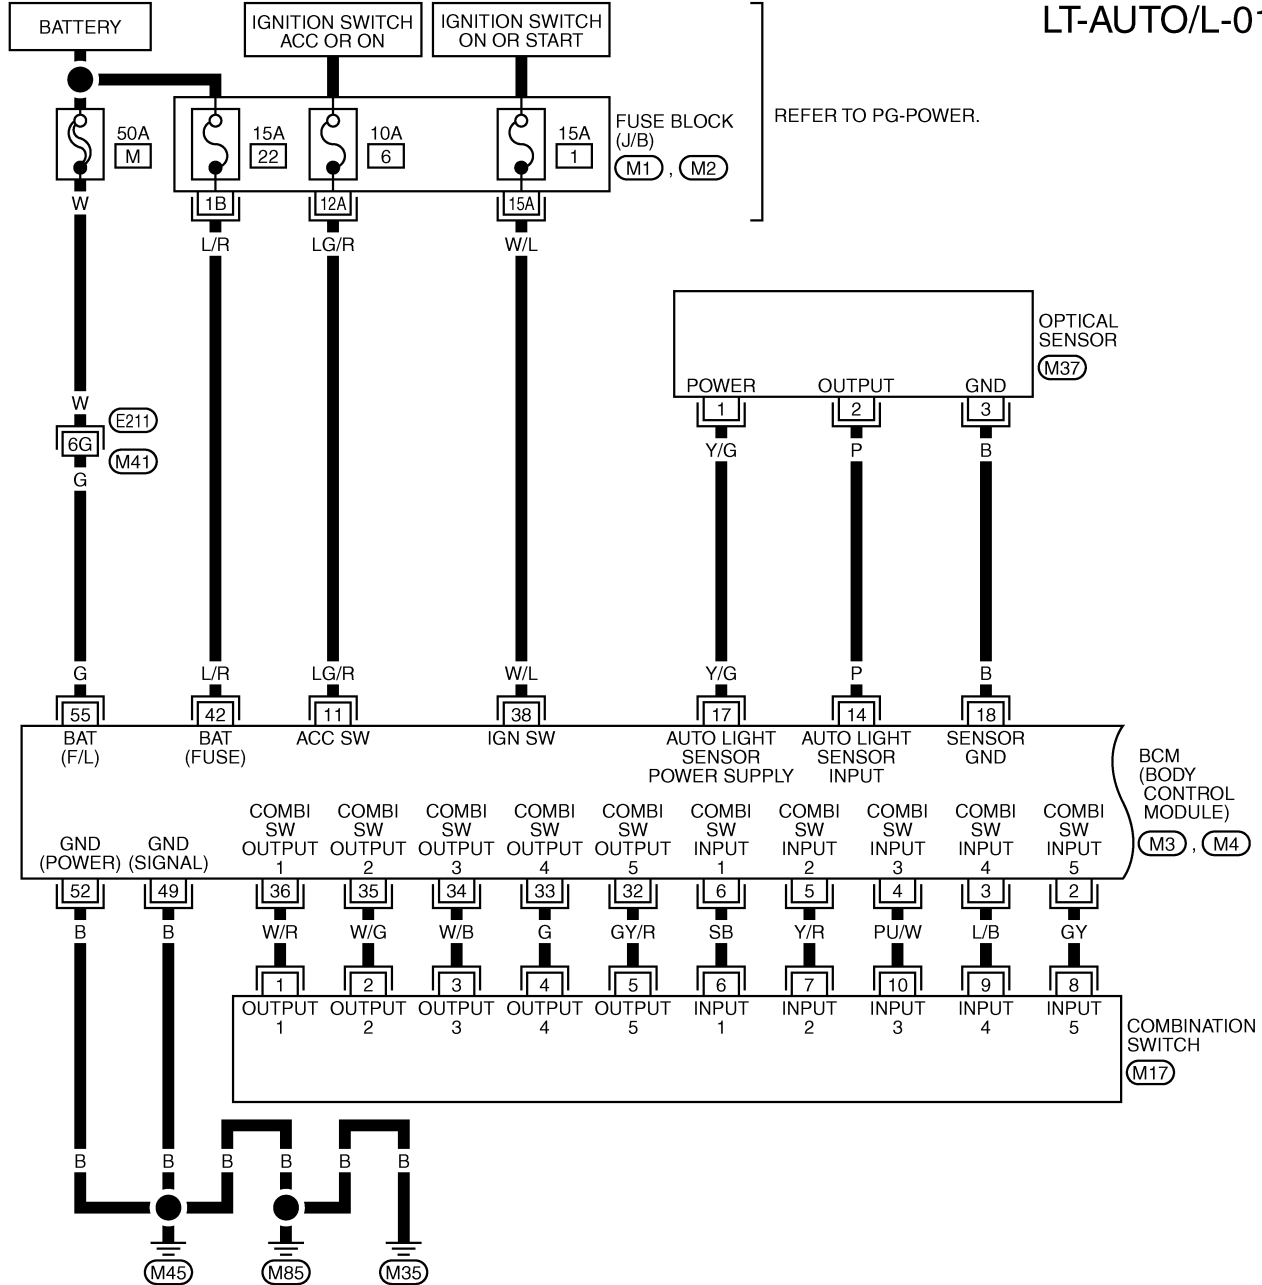 LT-AUTO/L-01
BATTERY
IGNITION SWITCH
ACC OR ON
IGNITION SWITCH
ON OR START
50A
M
15A
22
10A
6
15A
1
FUSE BLOCK
(J/B)
M1 , M2
REFER TO PG-POWER.
1B
12A
15A
W
L/R
LG/R
W/L
OPTICAL
SENSOR
M37
POWER
OUTPUT
GND
1
2
3
W
E211
6G
M41
G
Y/G
P
B
G
L/R
LG/R
W/L
Y/G
P
B
55
42
11
38
17
14
18
BAT
(F/L)
BAT
(FUSE)
ACC SW
IGN SW
AUTO LIGHT
SENSOR
POWER SUPPLY
AUTO LIGHT
SENSOR
INPUT
SENSOR
GND
BCM
(BODY
CONTROL
MODULE)
M3 , M4
GND
(POWER)
GND
(SIGNAL)
COMBI
SW
OUTPUT
1
COMBI
SW
OUTPUT
2
COMBI
SW
OUTPUT
3
COMBI
SW
OUTPUT
4
COMBI
SW
OUTPUT
5
COMBI
SW
INPUT
1
COMBI
SW
INPUT
2
COMBI
SW
INPUT
3
COMBI
SW
INPUT
4
COMBI
SW
INPUT
5
52
49
36
35
34
33
32
6
5
4
3
2
B
B
W/R
W/G
W/B
G
GY/R
SB
Y/R
PU/W
L/B
GY
1
2
3
4
5
6
7
10
9
8
OUTPUT
1
OUTPUT
2
OUTPUT
3
OUTPUT
4
OUTPUT
5
INPUT
1
INPUT
2
INPUT
3
INPUT
4
INPUT
5
COMBINATION
SWITCH
M17
B
B
B
B
B
B
M45
M85
M35